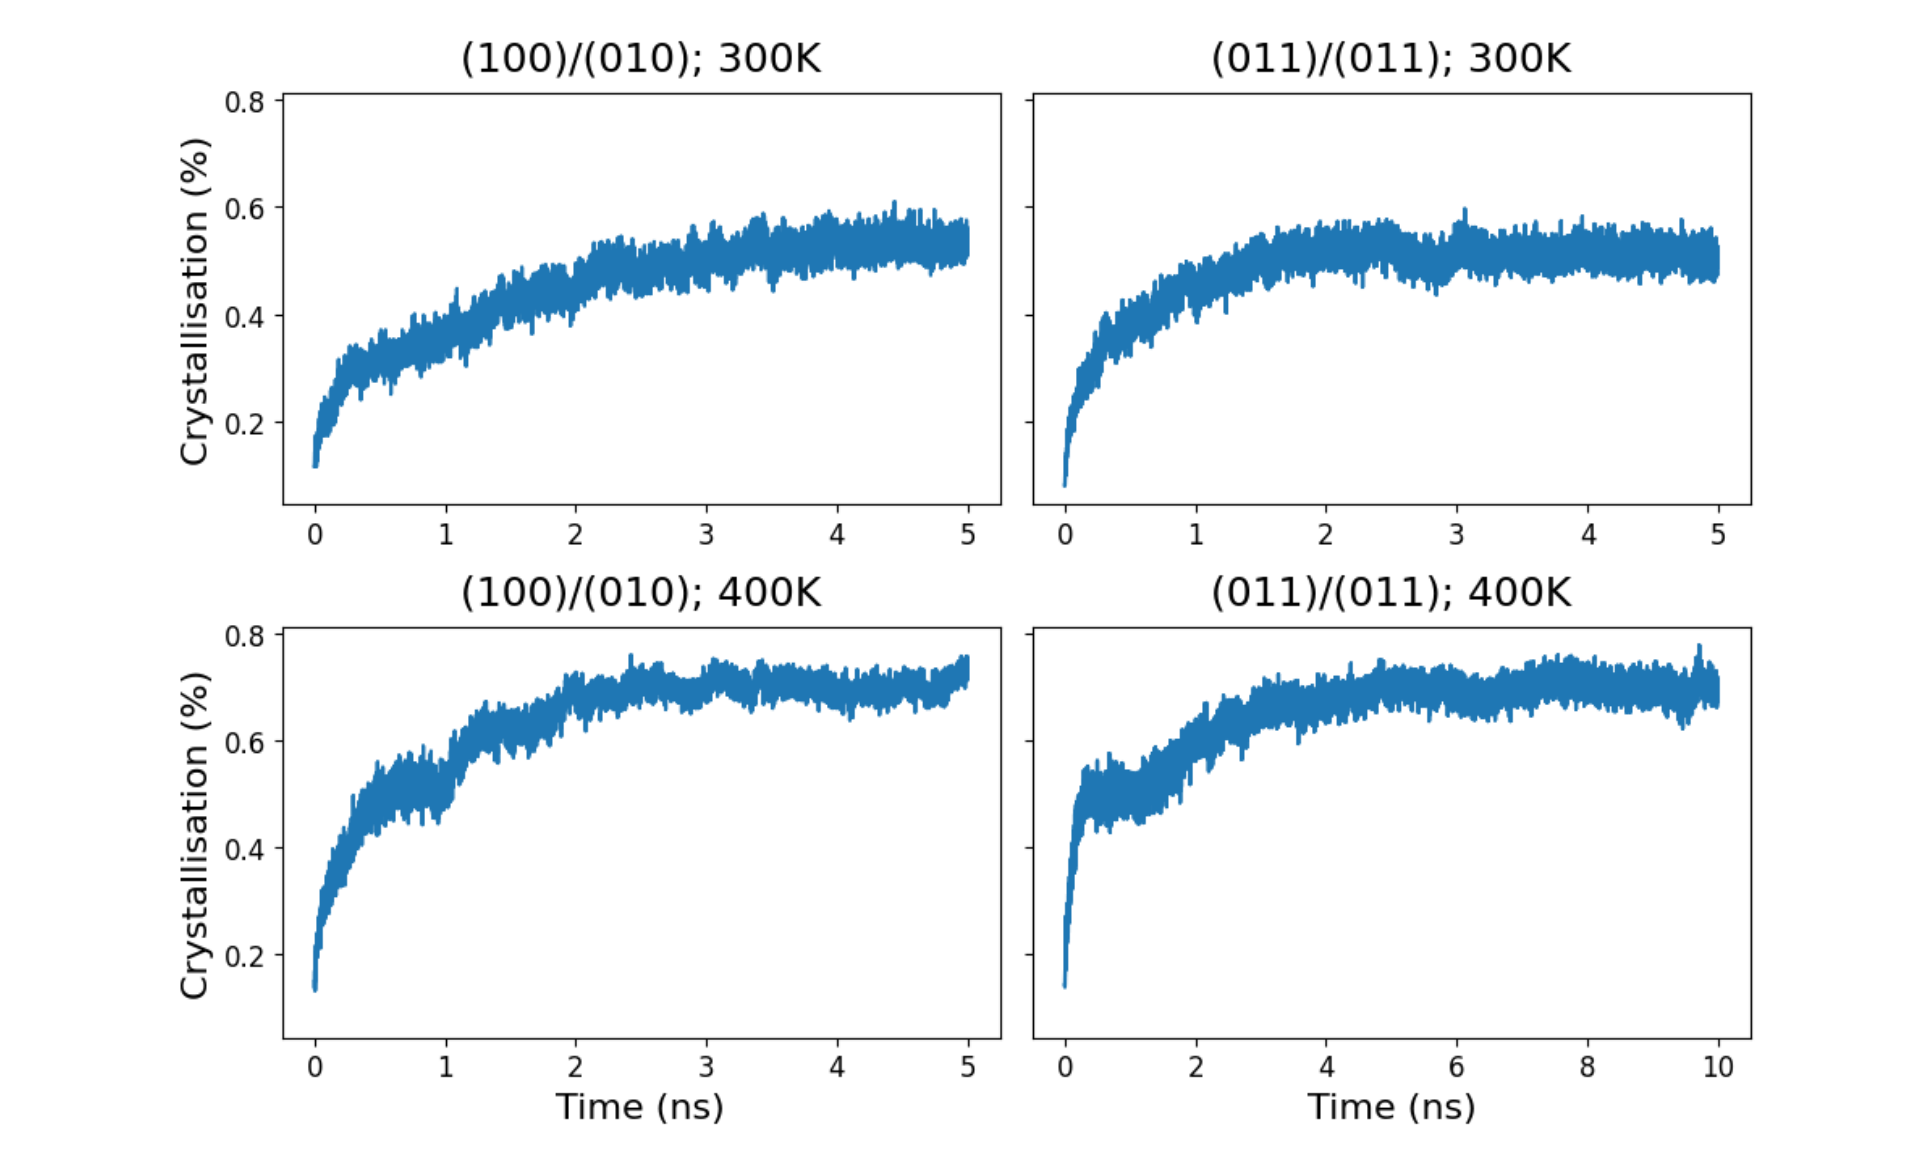 (100)/(010); 300K
(011)/(011); 300K
Crystallisation (%)
0.8
0.6
0.4
0.2
0 1 2 3 4 5
0 1 2 3 4 5
(100)/(010); 400K
(011)/(011); 400K
Crystallisation (%)
0.8
0.6
0.4
0.2
0 1 2 3 4 5
0 2 4 6 8 10
Time (ns)
Time (ns)